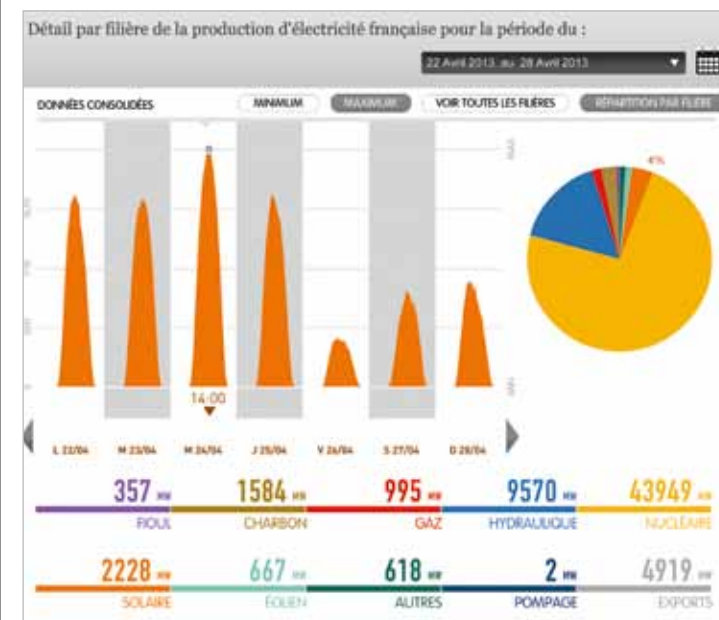 Détail par filière de la production d'électricité française pour la période du :
22 Avril 2013 au 28 Avril 2013
DONNÉES CONSOLIDÉES
MINIMUM
MAXIMUM
VOIR TOUTES LES FILIÈRES
RÉPARTITION PAR FILIÈRE
MAX
4%
MIN
14:00
L 22/04
M 23/04
M 24/04
J 25/04
V 26/04
S 27/04
D 28/04
357 MW
1584 MW
995 MW
9570 MW
43949 MW
FIOUL
CHARBON
GAZ
HYDRAULIQUE
NUCLÉAIRE
2228 MW
667 MW
618 MW
2 MW
4919 MW
SOLAIRE
ÉOLIEN
AUTRES
POMPAGE
EXPORTS